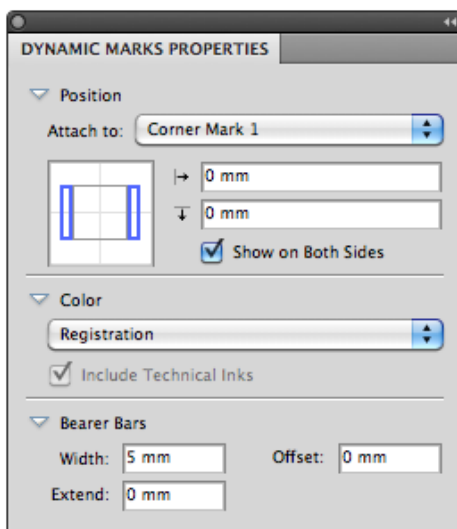 DYNAMIC MARKS PROPERTIES
Position
Attach to: Corner Mark 1
0 mm
0 mm
Show on Both Sides
Color
Registration
Include Technical Inks
Bearer Bars
Width: 5 mm Offset: 0 mm
Extend: 0 mm